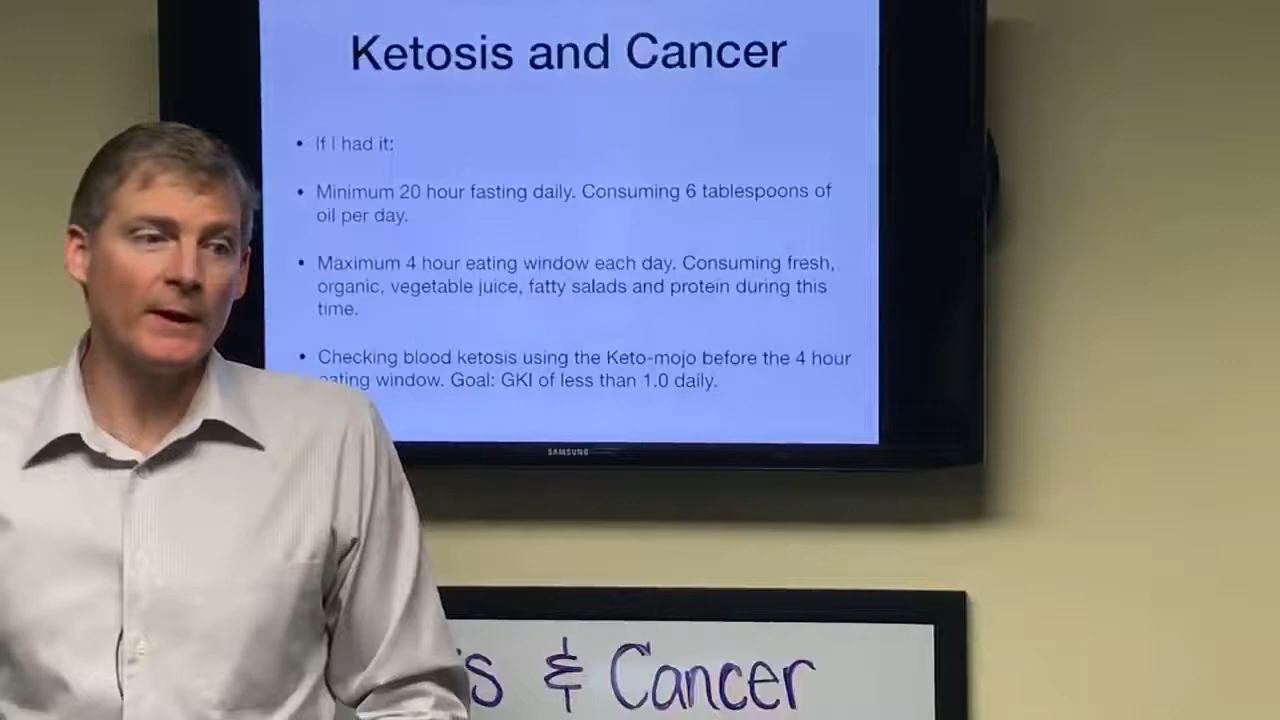 Ketosis and Cancer
• If I had it:
• Minimum 20 hour fasting daily. Consuming 6 tablespoons of
oil per day.
• Maximum 4 hour eating window each day. Consuming fresh,
organic, vegetable juice, fatty salads and protein during this
time.
• Checking blood ketosis using the Keto-mojo before the 4 hour
eating window. Goal: GKI of less than 1.0 daily.
SAMSUNG
s & Cancer